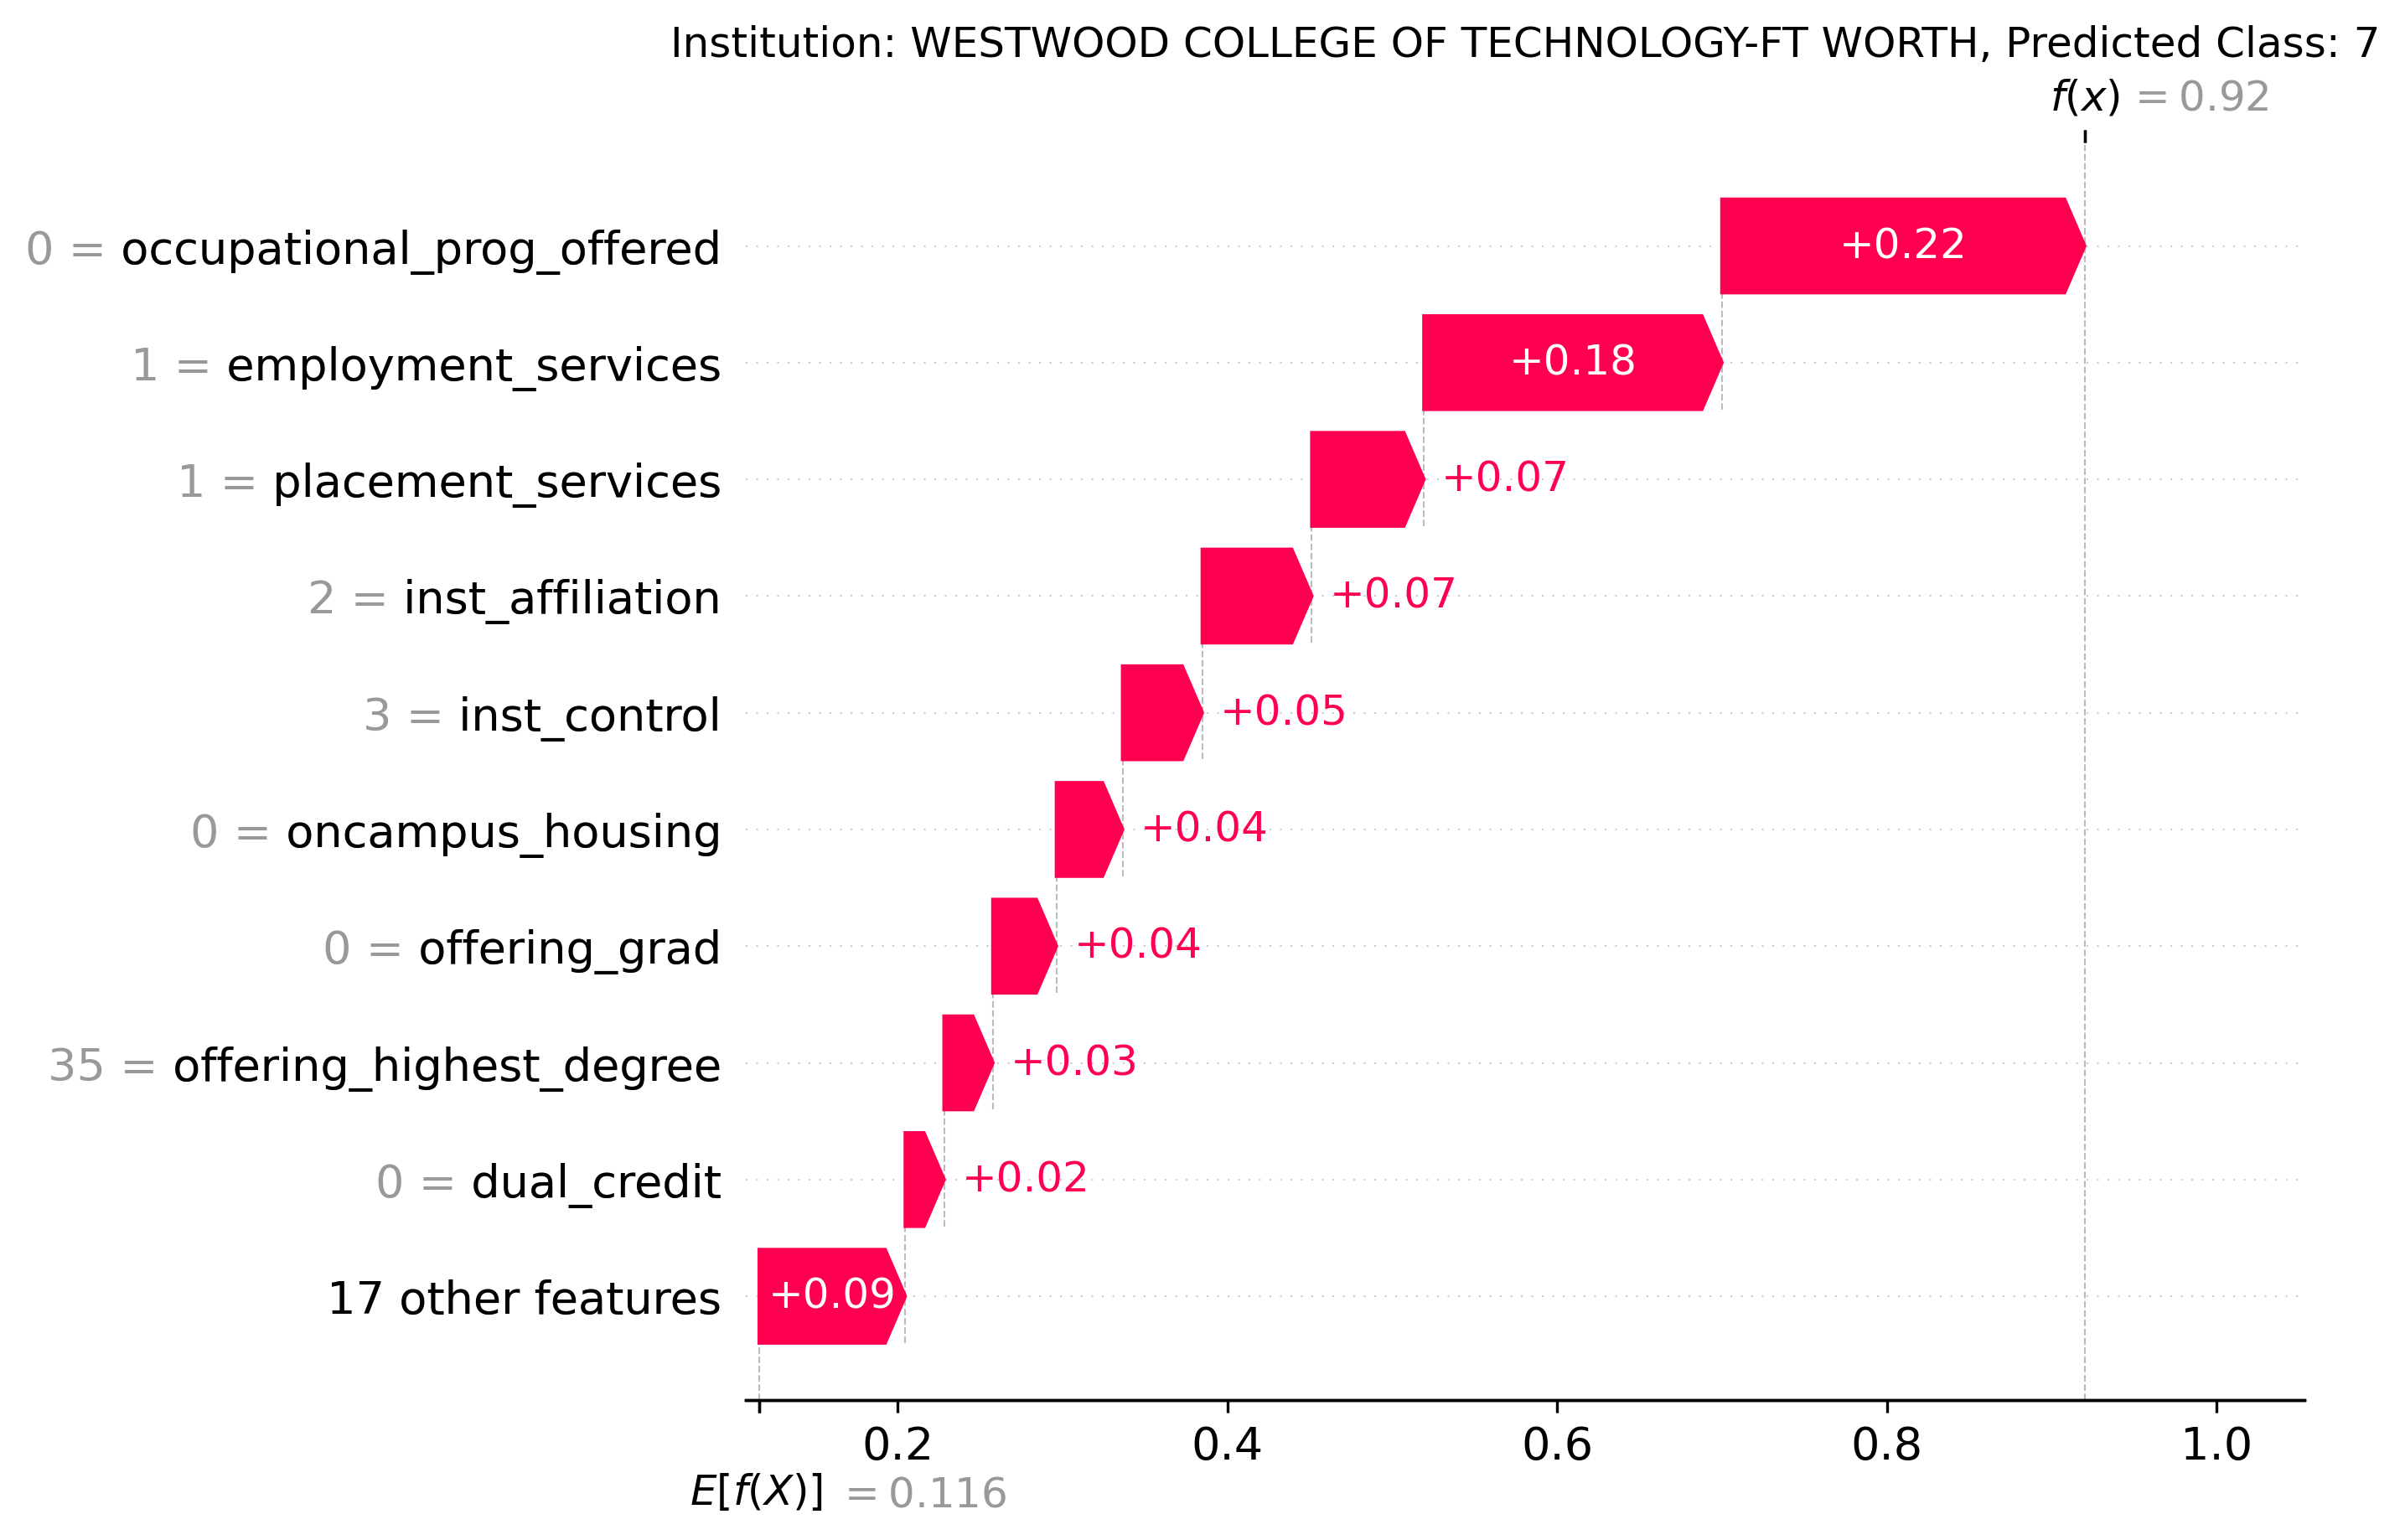 Institution: WESTWOOD COLLEGE OF TECHNOLOGY-FT WORTH, Predicted Class: 7
f(x) = 0.92
0 = occupational_prog_offered +0.22
1 = employment_services +0.18
1 = placement_services +0.07
2 = inst_affiliation +0.07
3 = inst_control +0.05
0 = oncampus_housing +0.04
0 = offering_grad +0.04
35 = offering_highest_degree +0.03
0 = dual_credit +0.02
17 other features +0.09
0.2 0.4 0.6 0.8 1.0
E[f(X)] = 0.116